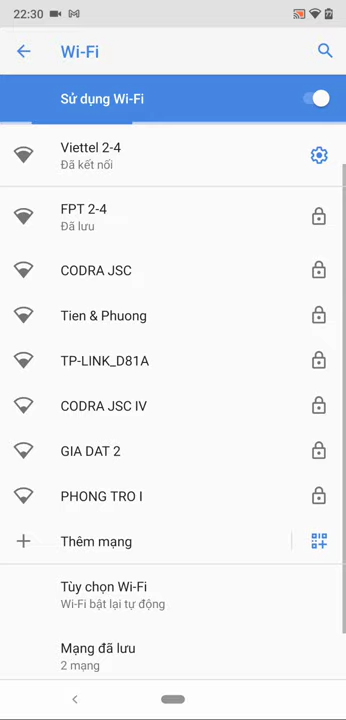 22:30
77
Wi-Fi
Sử dụng Wi-Fi
Viettel 2-4
Đã kết nối
FPT 2-4
Đã lưu
CODRA JSC
Tien & Phuong
TP-LINK_D81A
CODRA JSC IV
GIA DAT 2
PHONG TRO I
Thêm mạng
Tùy chọn Wi-Fi
Wi-Fi bật lại tự động
Mạng đã lưu
2 mạng